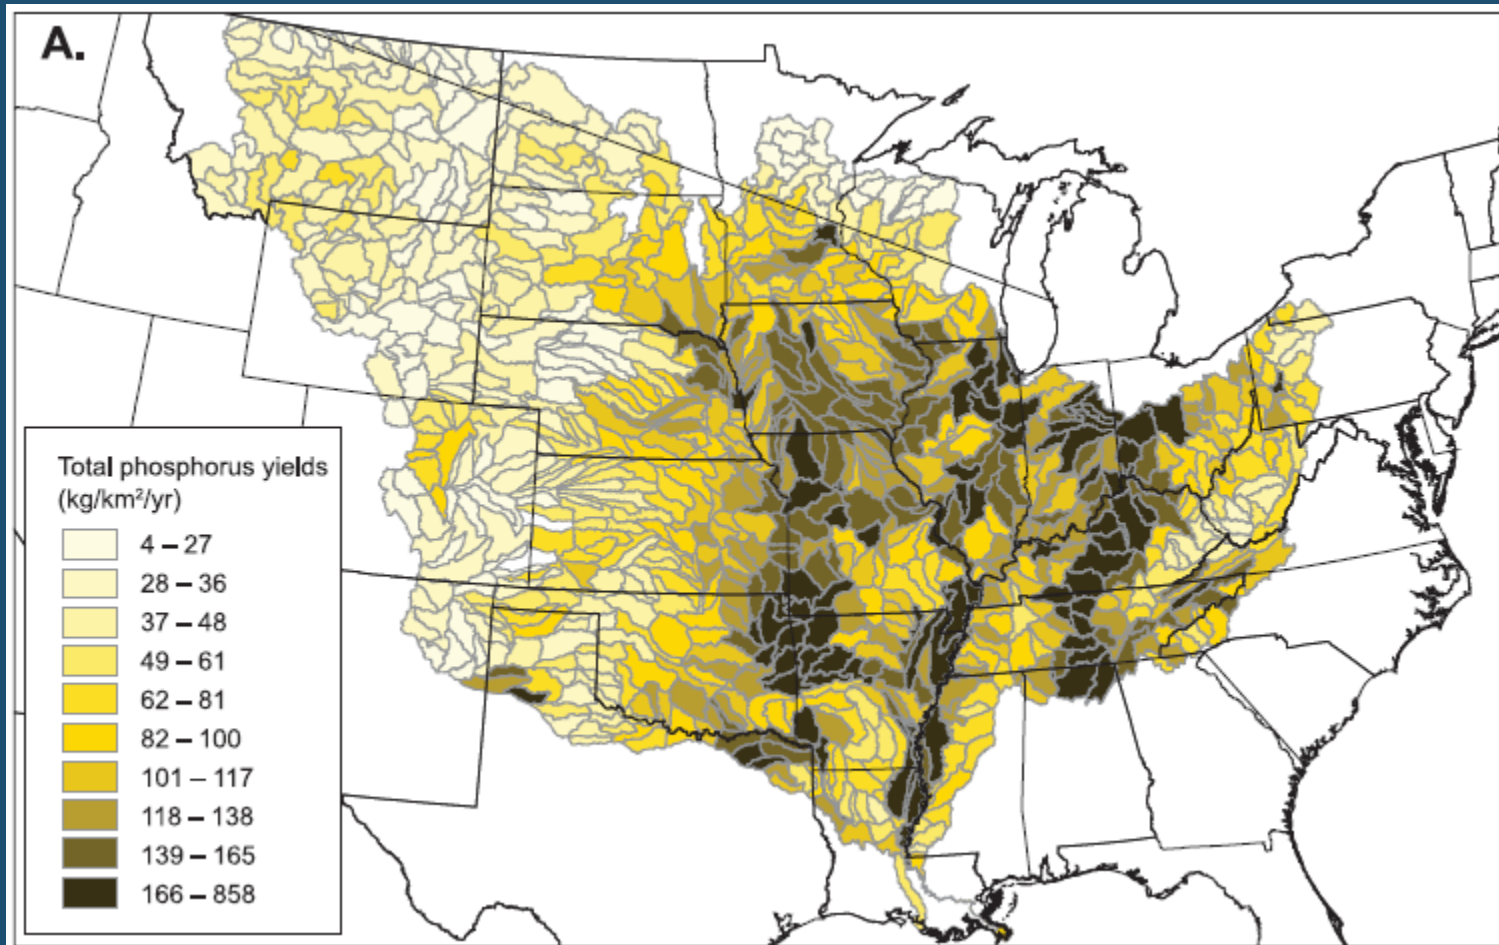 A.
Total phosphorus yields
(kg/km²/yr)
4 – 27
28 – 36
37 – 48
49 – 61
62 – 81
82 – 100
101 – 117
118 – 138
139 – 165
166 – 858